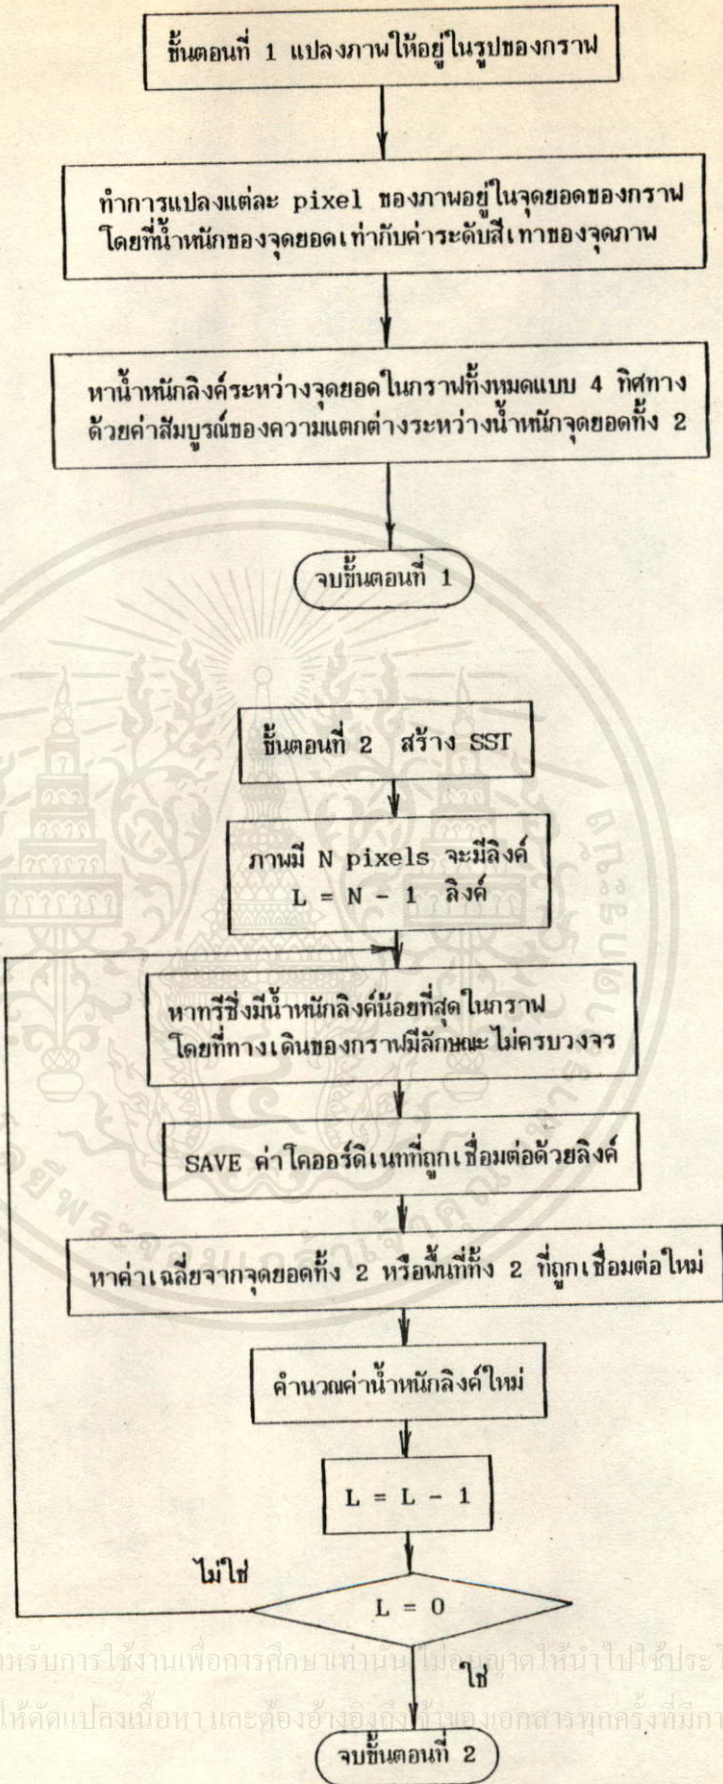 ขั้นตอนที่ 1 แปลงภาพให้อยู่ในรูปของกราฟ
ทำการแปลงแต่ละ pixel ของภาพอยู่ในจุดยอดของกราฟ
โดยที่น้ำหนักของจุดยอดเท่ากับค่าระดับสีเทาของจุดภาพ
หาน้ำหนักลิงค์ระหว่างจุดยอดในกราฟทั้งหมดแบบ 4 ทิศทาง
ด้วยค่าสัมบูรณ์ของความแตกต่างระหว่างน้ำหนักจุดยอดทั้ง 2
จบขั้นตอนที่ 1
ขั้นตอนที่ 2 สร้าง SST
ภาพมี N pixels จะมีลิงค์
L = N - 1 ลิงค์
หาทรีซึ่งมีน้ำหนักลิงค์น้อยที่สุดในกราฟ
โดยที่ทางเดินของกราฟมีลักษณะไม่ครบวงจร
SAVE ค่าโคออร์ดิเนทที่ถูกเชื่อมต่อด้วยลิงค์
หาค่าเฉลี่ยจากจุดยอดทั้ง 2 หรือพื้นที่ทั้ง 2 ที่ถูกเชื่อมต่อใหม่
คำนวณค่าน้ำหนักลิงค์ใหม่
L = L - 1
ไม่ใช่
L = 0
ใช่
จบขั้นตอนที่ 2